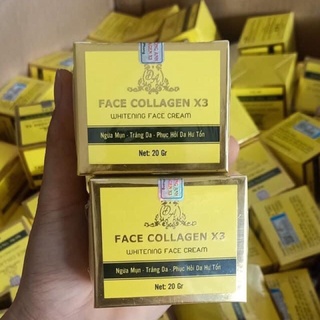 FACE COLLAGEN X3
WHITENING FACE CREAM
Ngừa Mụn - Trắng Da - Phục Hồi Da Hư Tổn
Net: 20 Gr
FACE COLLAGEN X3
WHITENING FACE CREAM
Ngừa Mụn - Trắng Da - Phục Hồi Da Hư Tổn
Net: 20 Gr